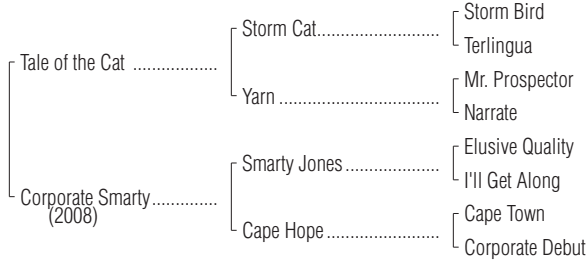 Storm Bird
Storm Cat
Terlingua
Tale of the Cat
Mr. Prospector
Yarn
Narrate
Elusive Quality
Smarty Jones
I'll Get Along
Corporate Smarty
(2008)
Cape Town
Cape Hope
Corporate Debut